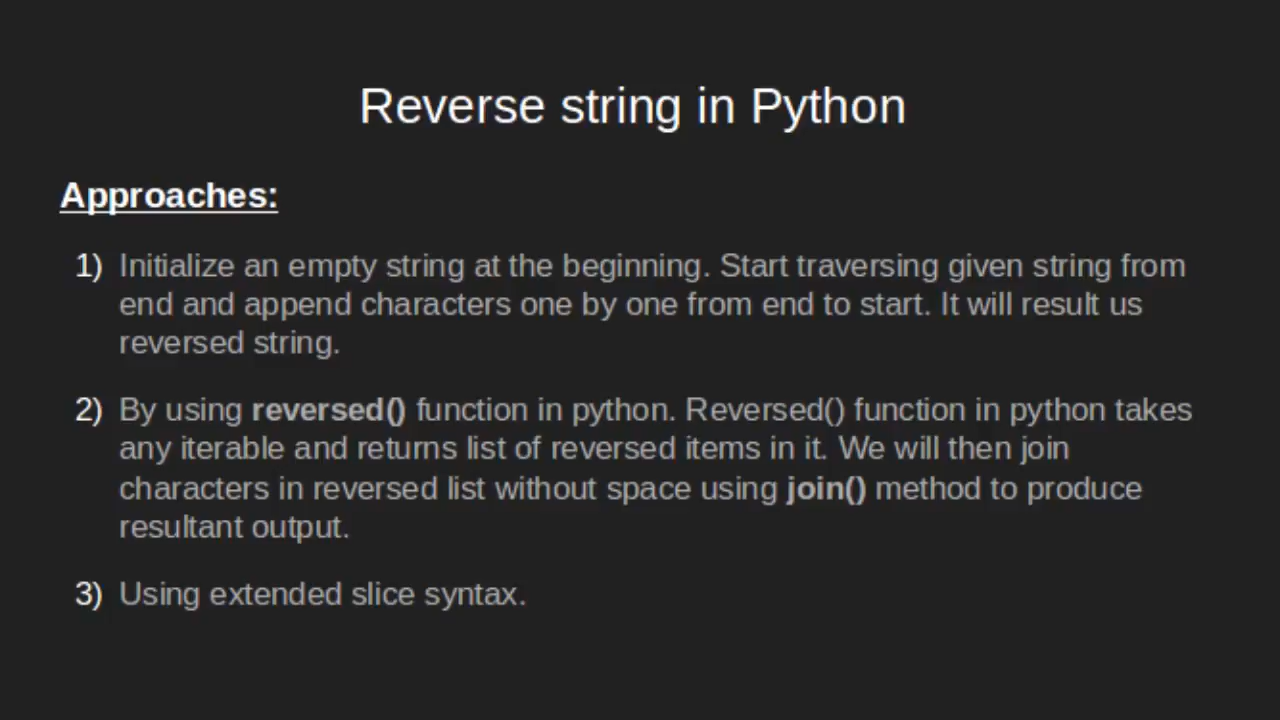 Reverse string in Python
Approaches:
1) Initialize an empty string at the beginning. Start traversing given string from
end and append characters one by one from end to start. It will result us
reversed string.
2) By using reversed() function in python. Reversed() function in python takes
any iterable and returns list of reversed items in it. We will then join
characters in reversed list without space using join() method to produce
resultant output.
3) Using extended slice syntax.